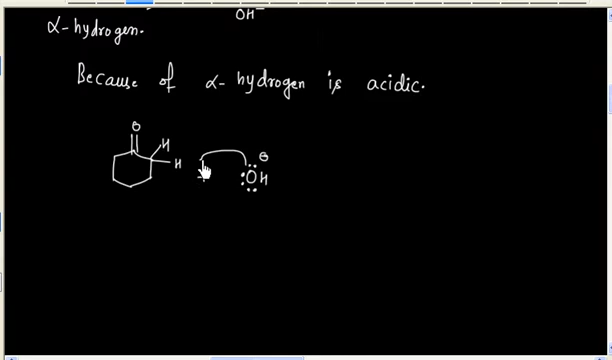 OH⁻
α-hydrogen.
Because of α-hydrogen is acidic.
O
H
H
⊖
:ÖH